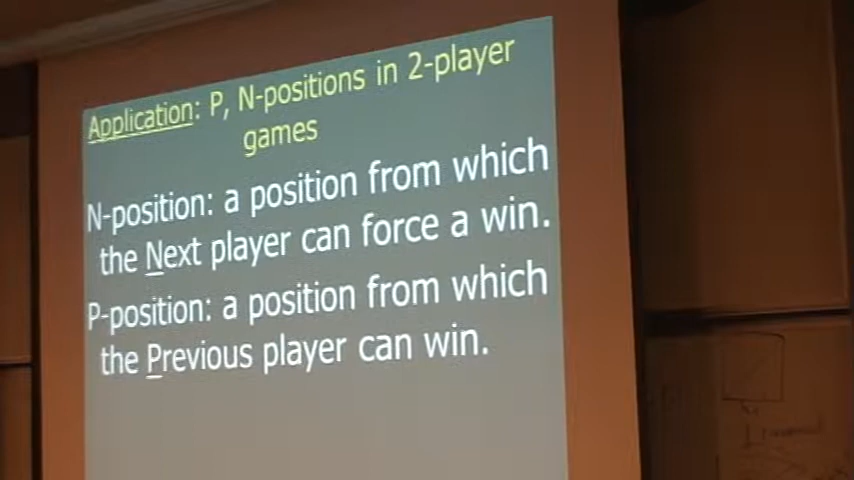 Application: P, N-positions in 2-player
games
N-position: a position from which
the Next player can force a win.
P-position: a position from which
the Previous player can win.